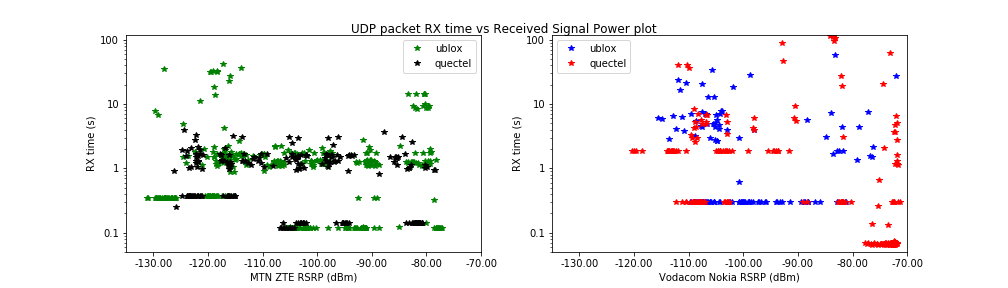 UDP packet RX time vs Received Signal Power plot
RX time (s)
100
10
1
0.1
-130.00 -120.00 -110.00 -100.00 -90.00 -80.00 -70.00
MTN ZTE RSRP (dBm)
ublox
quectel
RX time (s)
100
10
1
0.1
-130.00 -120.00 -110.00 -100.00 -90.00 -80.00 -70.00
Vodacom Nokia RSRP (dBm)
ublox
quectel